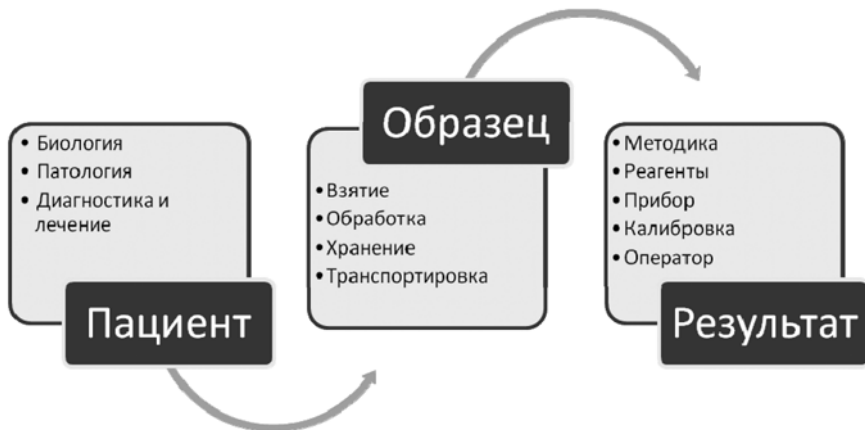 • Биология
• Патология
• Диагностика и
лечение
Пациент
Образец
• Взятие
• Обработка
• Хранение
• Транспортировка
• Методика
• Реагенты
• Прибор
• Калибровка
• Оператор
Результат